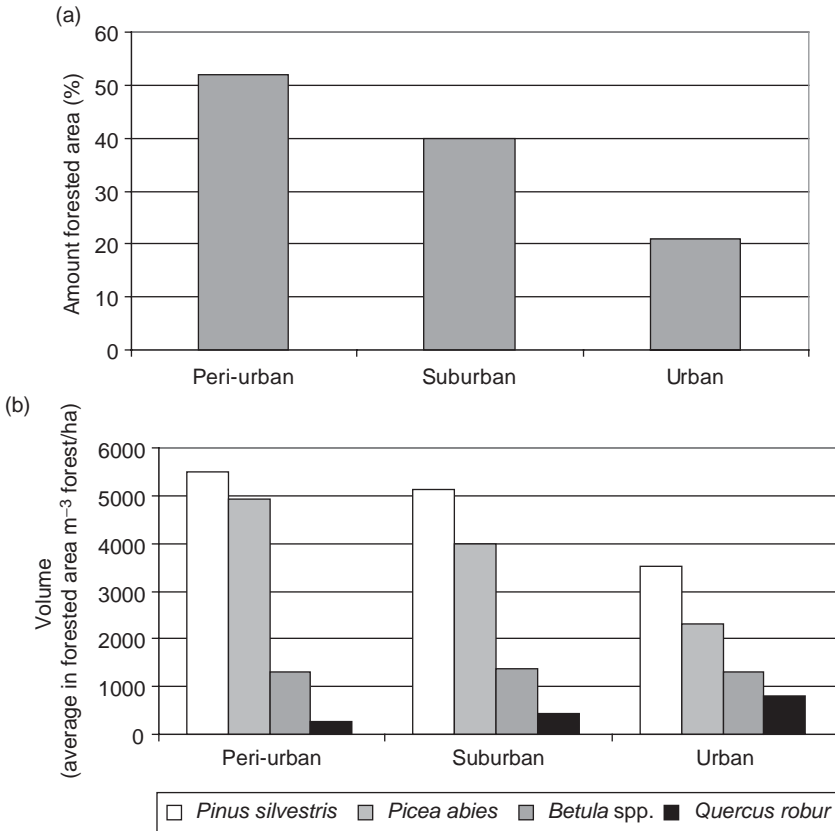 (a)
Amount forested area (%)
60
50
40
30
20
10
0
Peri-urban Suburban Urban
(b)
Volume
(average in forested area m⁻³ forest/ha)
6000
5000
4000
3000
2000
1000
0
Peri-urban Suburban Urban
Pinus silvestris Picea abies Betula spp. Quercus robur